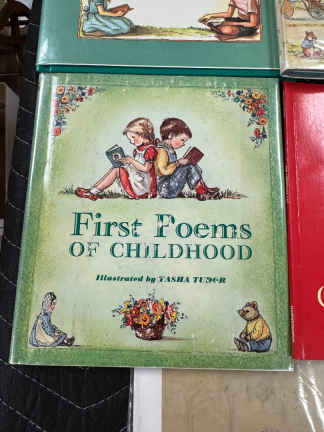 First Poems
OF CHILDHOOD
Illustrated by TASHA TUDOR